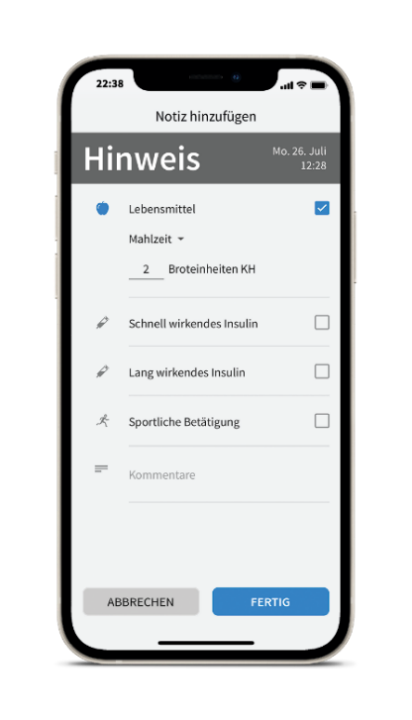 22:38
Notiz hinzufügen
Hinweis
Mo. 26. Juli
12:28
Lebensmittel
Mahlzeit
2 Broteinheiten KH
Schnell wirkendes Insulin
Lang wirkendes Insulin
Sportliche Betätigung
Kommentare
ABBRECHEN
FERTIG